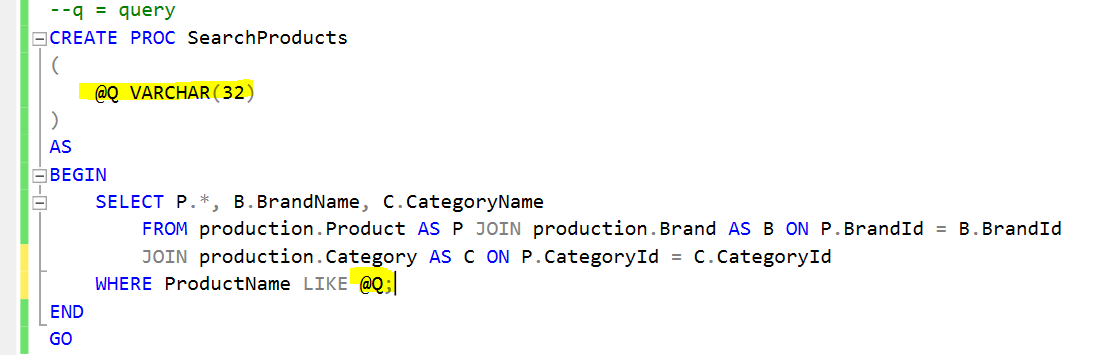 --q = query
CREATE PROC SearchProducts
(
    @Q VARCHAR(32)
)
AS
BEGIN
    SELECT P.*, B.BrandName, C.CategoryName
        FROM production.Product AS P JOIN production.Brand AS B ON P.BrandId = B.BrandId
        JOIN production.Category AS C ON P.CategoryId = C.CategoryId
    WHERE ProductName LIKE @Q;
END
GO